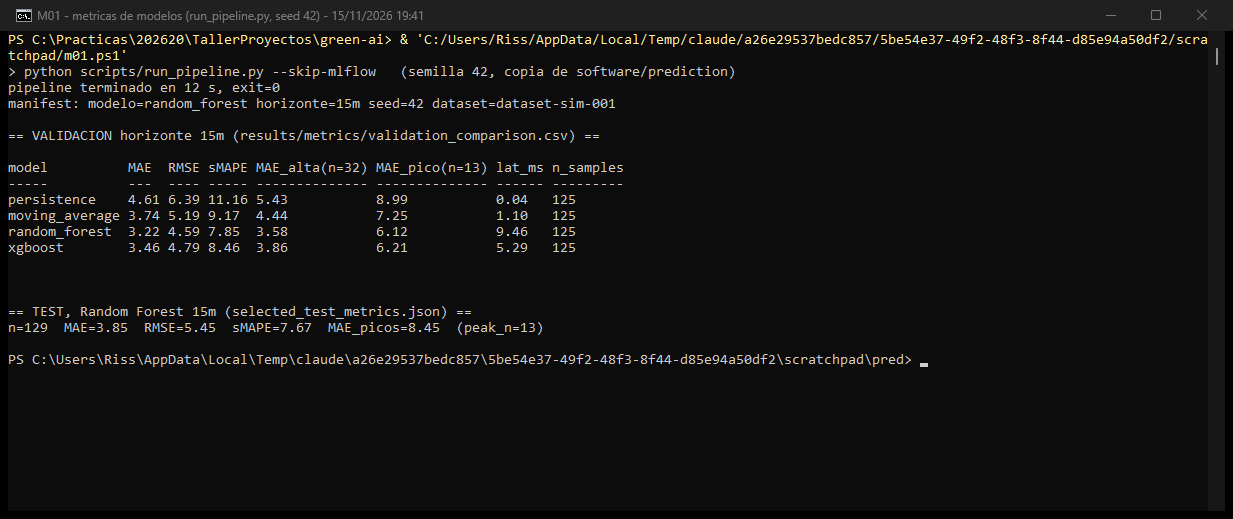 M01 - metricas de modelos (run_pipeline.py, seed 42) - 15/11/2026 19:41
PS C:\Practicas\202620\TallerProyectos\green-ai> & 'C:/Users/Riss/AppData/Local/Temp/claude/a26e29537bedc857/5be54e37-49f2-48f3-8f44-d85e94a50df2/scra
tchpad/m01.ps1'
> python scripts/run_pipeline.py --skip-mlflow   (semilla 42, copia de software/prediction)
pipeline terminado en 12 s, exit=0
manifest: modelo=random_forest horizonte=15m seed=42 dataset=dataset-sim-001
== VALIDACION horizonte 15m (results/metrics/validation_comparison.csv) ==
model          MAE  RMSE sMAPE MAE_alta(n=32) MAE_pico(n=13) lat_ms n_samples
-----          ---  ---- ----- -------------- -------------- ------ ---------
persistence    4.61 6.39 11.16 5.43           8.99           0.04   125
moving_average 3.74 5.19 9.17  4.44           7.25           1.10   125
random_forest  3.22 4.59 7.85  3.58           6.12           9.46   125
xgboost        3.46 4.79 8.46  3.86           6.21           5.29   125
== TEST, Random Forest 15m (selected_test_metrics.json) ==
n=129  MAE=3.85  RMSE=5.45  sMAPE=7.67  MAE_picos=8.45  (peak_n=13)
PS C:\Users\Riss\AppData\Local\Temp\claude\a26e29537bedc857\5be54e37-49f2-48f3-8f44-d85e94a50df2\scratchpad\pred>